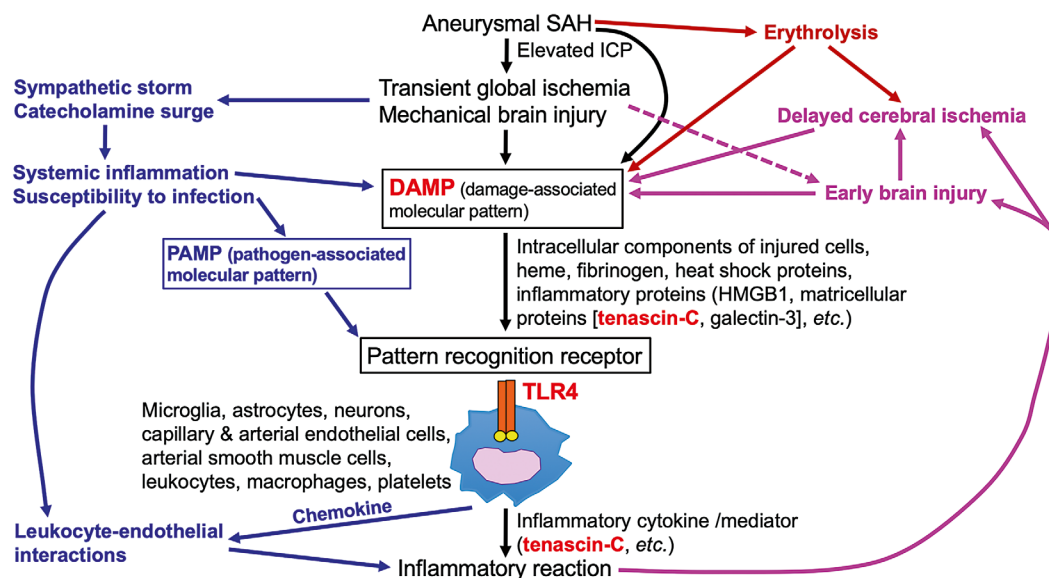 Aneurysmal SAH
Elevated ICP
Erythrolysis
Sympathetic storm
Catecholamine surge
Transient global ischemia
Mechanical brain injury
Delayed cerebral ischemia
Systemic inflammation
Susceptibility to infection
DAMP (damage-associated
molecular pattern)
Early brain injury
PAMP (pathogen-associated
molecular pattern)
Intracellular components of injured cells,
heme, fibrinogen, heat shock proteins,
inflammatory proteins (HMGB1, matricellular
proteins [tenascin-C, galectin-3], etc.)
Pattern recognition receptor
TLR4
Microglia, astrocytes, neurons,
capillary & arterial endothelial cells,
arterial smooth muscle cells,
leukocytes, macrophages, platelets
Chemokine
Leukocyte-endothelial
interactions
Inflammatory cytokine /mediator
(tenascin-C, etc.)
Inflammatory reaction